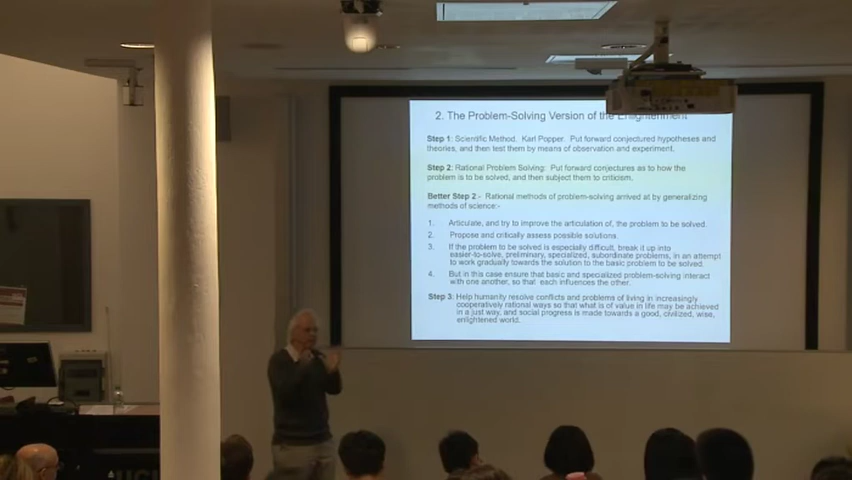 2. The Problem-Solving Version of the Enlightenment
Step 1: Scientific Method. Karl Popper. Put forward conjectured hypotheses and
theories, and then test them by means of observation and experiment.
Step 2: Rational Problem Solving: Put forward conjectures as to how the
problem is to be solved, and then subject them to criticism.
Better Step 2 - Rational methods of problem-solving arrived at by generalizing
methods of science:-
1. Articulate, and try to improve the articulation of, the problem to be solved.
2. Propose and critically assess possible solutions.
3. If the problem to be solved is especially difficult, break it up into
easier-to-solve, preliminary, specialized, subordinate problems, in an attempt
to work gradually towards the solution to the basic problem to be solved.
4. But in this case ensure that basic and specialized problem-solving interact
with one another, so that each influences the other.
Step 3: Help humanity resolve conflicts and problems of living in increasingly
cooperatively rational ways so that what is of value in life may be achieved
in a just way, and social progress is made towards a good, civilized, wise,
enlightened world.